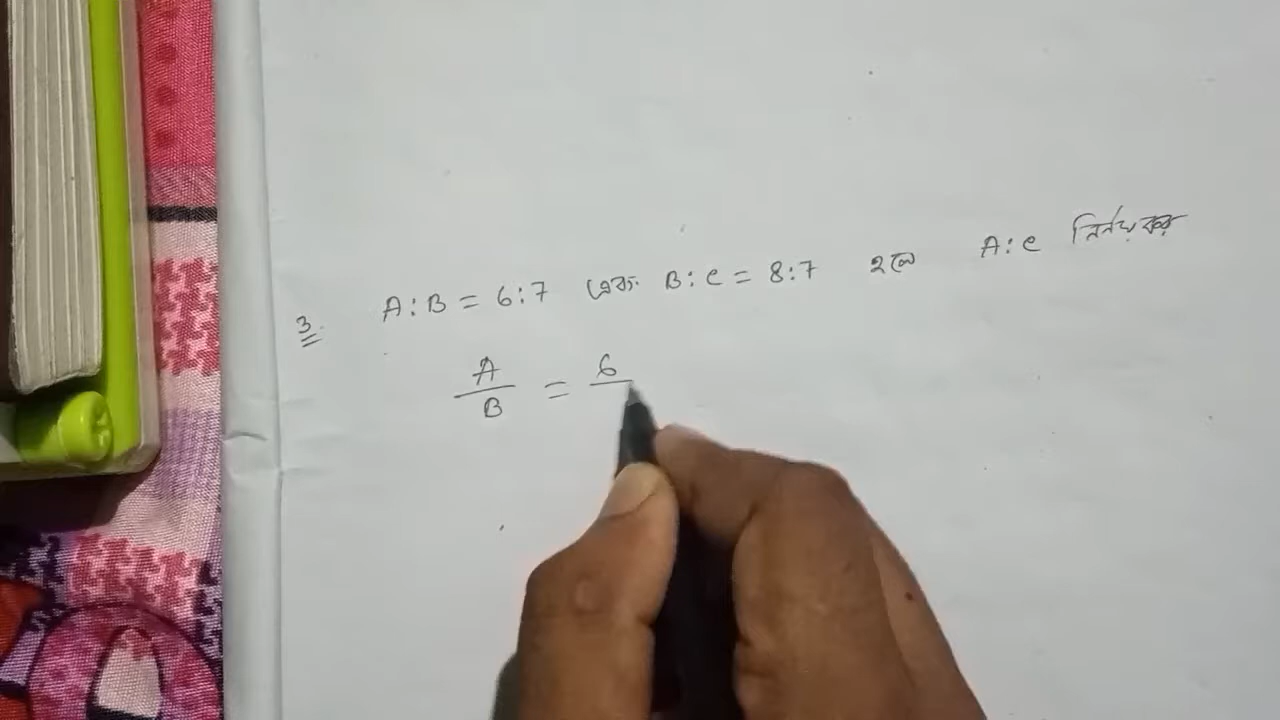 3. A:B = 6:7 এবং B:C = 8:7 হলে A:C নির্ণয় কর
A/B = 6/